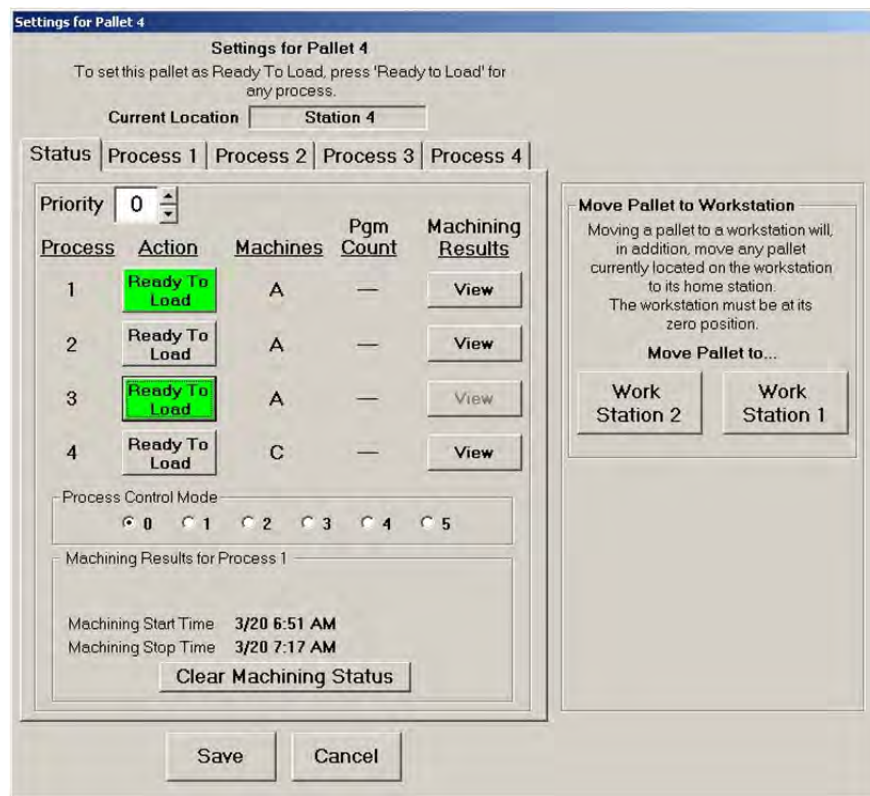 Settings for Pallet 4
Settings for Pallet 4
To set this pallet as Ready To Load, press 'Ready to Load' for
any process.
Current Location Station 4
Status Process 1 Process 2 Process 3 Process 4
Priority 0
Process Action Machines Pgm Count Machining Results
1 Ready To Load A — View
2 Ready To Load A — View
3 Ready To Load A — View
4 Ready To Load C — View
Process Control Mode
0 1 2 3 4 5
Machining Results for Process 1
Machining Start Time 3/20 6:51 AM
Machining Stop Time 3/20 7:17 AM
Clear Machining Status
Move Pallet to Workstation
Moving a pallet to a workstation will,
in addition, move any pallet
currently located on the workstation
to its home station.
The workstation must be at its
zero position.
Move Pallet to...
Work Station 2 Work Station 1
Save Cancel